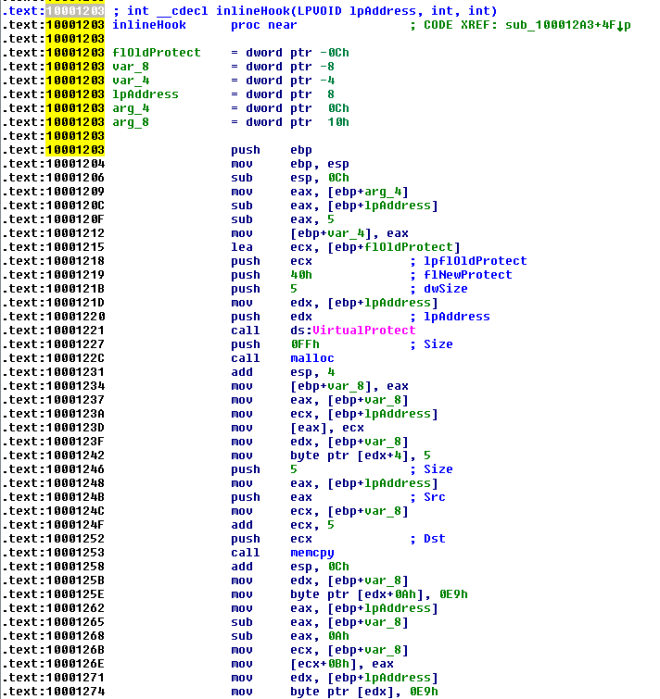 .text:10001203 ; int __cdecl inlineHook(LPVOID lpAddress, int, int)
.text:10001203 inlineHook proc near ; CODE XREF: sub_100012A3+4F↓p
.text:10001203
.text:10001203 flOldProtect = dword ptr -0Ch
.text:10001203 var_8 = dword ptr -8
.text:10001203 var_4 = dword ptr -4
.text:10001203 lpAddress = dword ptr 8
.text:10001203 arg_4 = dword ptr 0Ch
.text:10001203 arg_8 = dword ptr 10h
.text:10001203
.text:10001203 push ebp
.text:10001204 mov ebp, esp
.text:10001206 sub esp, 0Ch
.text:10001209 mov eax, [ebp+arg_4]
.text:1000120C sub eax, [ebp+lpAddress]
.text:1000120F sub eax, 5
.text:10001212 mov [ebp+var_4], eax
.text:10001215 lea ecx, [ebp+flOldProtect]
.text:10001218 push ecx ; lpflOldProtect
.text:10001219 push 40h ; flNewProtect
.text:1000121B push 5 ; dwSize
.text:1000121D mov edx, [ebp+lpAddress]
.text:10001220 push edx ; lpAddress
.text:10001221 call ds:VirtualProtect
.text:10001227 push 0FFh ; Size
.text:1000122C call malloc
.text:10001231 add esp, 4
.text:10001234 mov [ebp+var_8], eax
.text:10001237 mov eax, [ebp+var_8]
.text:1000123A mov ecx, [ebp+lpAddress]
.text:1000123D mov [eax], ecx
.text:1000123F mov edx, [ebp+var_8]
.text:10001242 mov byte ptr [edx+4], 5
.text:10001246 push 5 ; Size
.text:10001248 mov eax, [ebp+lpAddress]
.text:1000124B push eax ; Src
.text:1000124C mov ecx, [ebp+var_8]
.text:1000124F add ecx, 5
.text:10001252 push ecx ; Dst
.text:10001253 call memcpy
.text:10001258 add esp, 0Ch
.text:1000125B mov edx, [ebp+var_8]
.text:1000125E mov byte ptr [edx+0Ah], 0E9h
.text:10001262 mov eax, [ebp+lpAddress]
.text:10001265 sub eax, [ebp+var_8]
.text:10001268 sub eax, 0Ah
.text:1000126B mov ecx, [ebp+var_8]
.text:1000126E mov [ecx+0Bh], eax
.text:10001271 mov edx, [ebp+lpAddress]
.text:10001274 mov byte ptr [edx], 0E9h